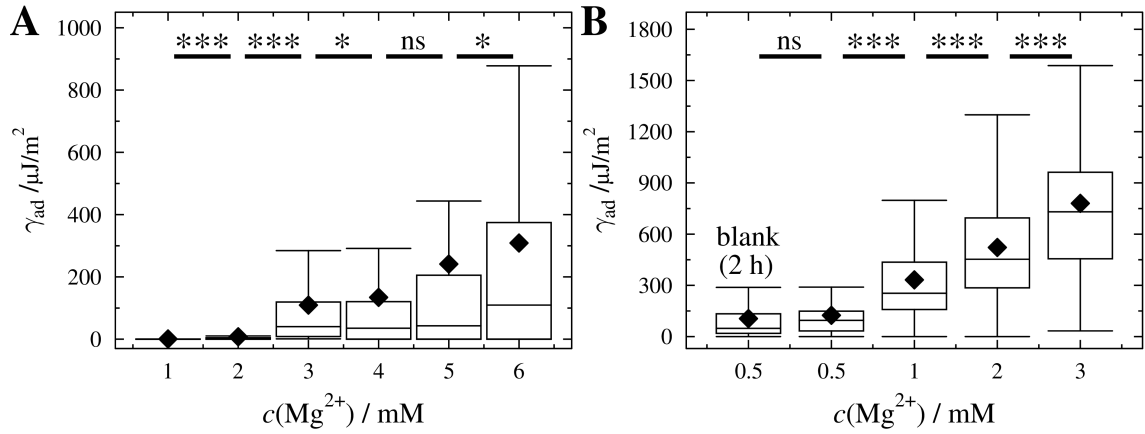 A
1000
800
600
400
200
0
γad /μJ/m²
*** *** * ns *
1 2 3 4 5 6
c(Mg²⁺) / mM
B
1800
1500
1200
900
600
300
0
γad /μJ/m²
ns *** *** ***
blank
(2 h)
0.5 0.5 1 2 3
c(Mg²⁺) / mM